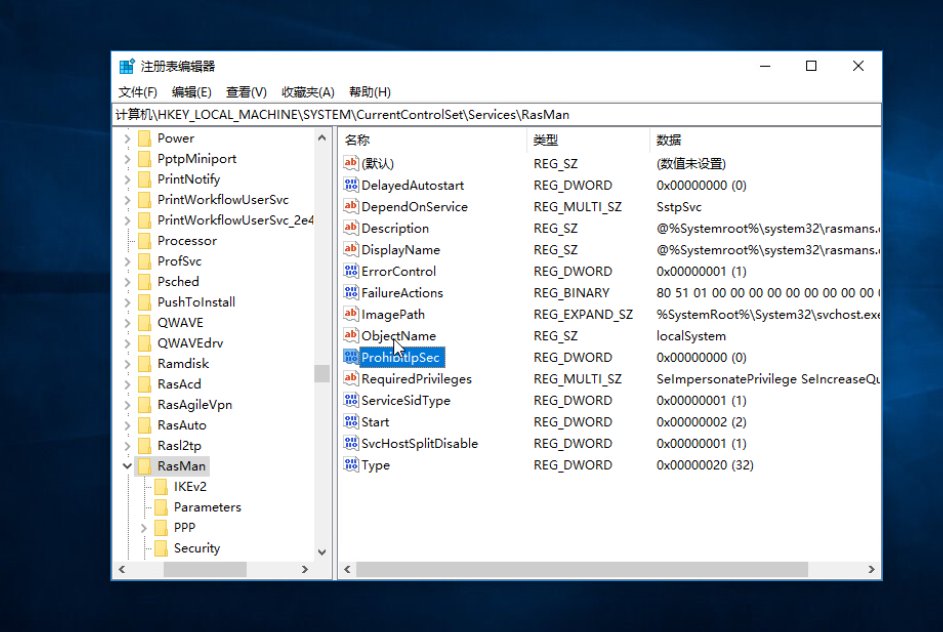 注册表编辑器
文件(F) 编辑(E) 查看(V) 收藏夹(A) 帮助(H)
计算机\HKEY_LOCAL_MACHINE\SYSTEM\CurrentControlSet\Services\RasMan
Power
PptpMiniport
PrintNotify
PrintWorkflowUserSvc
PrintWorkflowUserSvc_2e4
Processor
ProfSvc
Psched
PushToInstall
QWAVE
QWAVEdrv
Ramdisk
RasAcd
RasAgileVpn
RasAuto
Rasl2tp
RasMan
IKEv2
Parameters
PPP
Security
名称 类型 数据
(默认) REG_SZ (数值未设置)
DelayedAutostart REG_DWORD 0x00000000 (0)
DependOnService REG_MULTI_SZ SstpSvc
Description REG_SZ @%Systemroot%\system32\rasmans.
DisplayName REG_SZ @%Systemroot%\system32\rasmans.
ErrorControl REG_DWORD 0x00000001 (1)
FailureActions REG_BINARY 80 51 01 00 00 00 00 00 00 00 00 00
ImagePath REG_EXPAND_SZ %SystemRoot%\System32\svchost.exe
ObjectName REG_SZ localSystem
ProhibitIpSec REG_DWORD 0x00000000 (0)
RequiredPrivileges REG_MULTI_SZ SeImpersonatePrivilege SeIncreaseQu
ServiceSidType REG_DWORD 0x00000001 (1)
Start REG_DWORD 0x00000002 (2)
SvcHostSplitDisable REG_DWORD 0x00000001 (1)
Type REG_DWORD 0x00000020 (32)